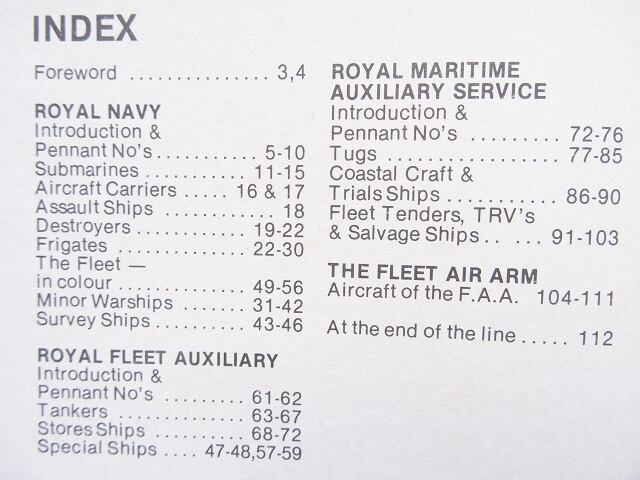 INDEX
Foreword ............... 3,4
ROYAL NAVY
Introduction &
Pennant No's........... 5-10
Submarines ........... 11-15
Aircraft Carriers ..... 16 & 17
Assault Ships .......... 18
Destroyers............ 19-22
Frigates ............. 22-30
The Fleet —
in colour ............. 49-56
Minor Warships ........ 31-42
Survey Ships.......... 43-46
ROYAL FLEET AUXILIARY
Introduction &
Pennant No's ......... 61-62
Tankers ............. 63-67
Stores Ships .......... 68-72
Special Ships .... 47-48,57-59
ROYAL MARITIME
AUXILIARY SERVICE
Introduction &
Pennant No's ......... 72-76
Tugs ................. 77-85
Coastal Craft &
Trials Ships ........... 86-90
Fleet Tenders, TRV's
& Salvage Ships.. ... 91-103
THE FLEET AIR ARM
Aircraft of the F.A.A. 104-111
At the end of the line ..... 112